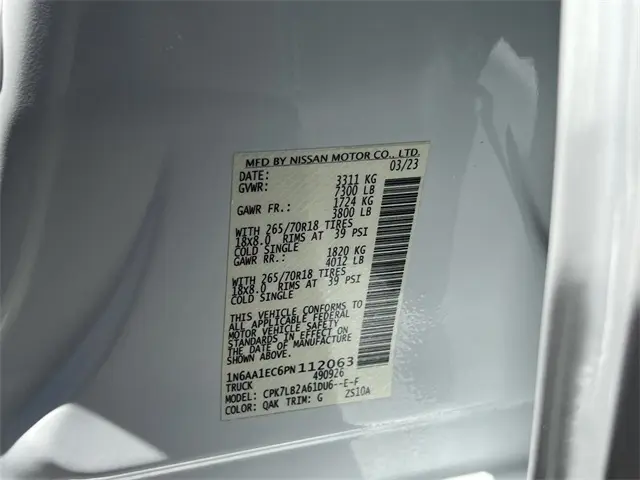 MFD BY NISSAN MOTOR CO., LTD.
DATE: 03/23
GVWR: 3311 KG
7300 LB
GAWR FR.: 1724 KG
3800 LB
WITH 265/70R18 TIRES
18x8.0 RIMS AT 39 PSI
COLD SINGLE
GAWR RR.: 1820 KG
4012 LB
WITH 265/70R18 TIRES
18x8.0 RIMS AT 39 PSI
COLD SINGLE
THIS VEHICLE CONFORMS TO
ALL APPLICABLE FEDERAL
MOTOR VEHICLE SAFETY
STANDARDS IN EFFECT ON
THE DATE OF MANUFACTURE
SHOWN ABOVE.
1N6AA1EC6PN112063
TRUCK 490926
MODEL: CPK7L82A61DU6--E-F
COLOR: QAK TRIM: G ZS10A